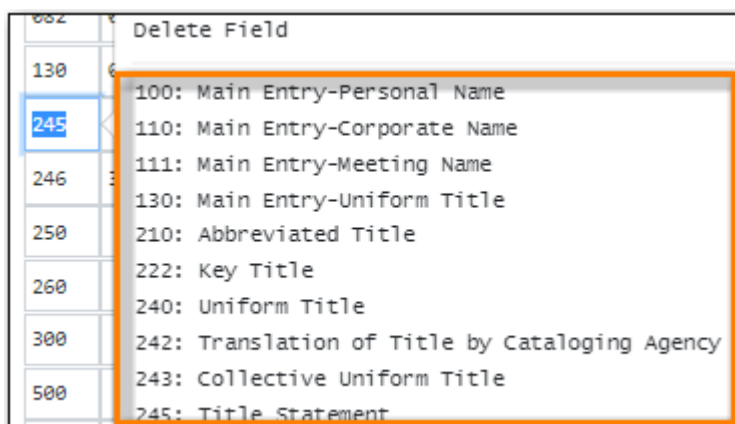 082
Delete Field
130
100: Main Entry-Personal Name
245
110: Main Entry-Corporate Name
111: Main Entry-Meeting Name
246
130: Main Entry-Uniform Title
250
210: Abbreviated Title
222: Key Title
260
240: Uniform Title
300
242: Translation of Title by Cataloging Agency
243: Collective Uniform Title
500
245: Title Statement